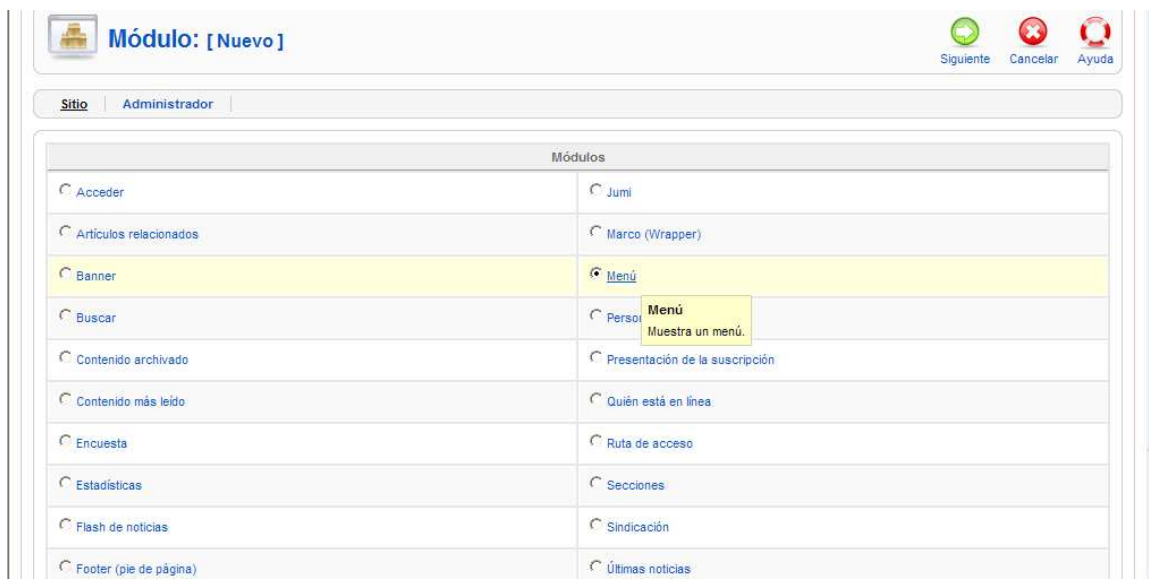 Módulo: [ Nuevo ]
Siguiente Cancelar Ayuda
Sitio Administrador
Módulos
Acceder Jumi
Artículos relacionados Marco (Wrapper)
Banner Menú
Buscar
Menú
Muestra un menú.
Contenido archivado Presentación de la suscripción
Contenido más leído Quién está en línea
Encuesta Ruta de acceso
Estadísticas Secciones
Flash de noticias Sindicación
Footer (pie de página) Últimas noticias